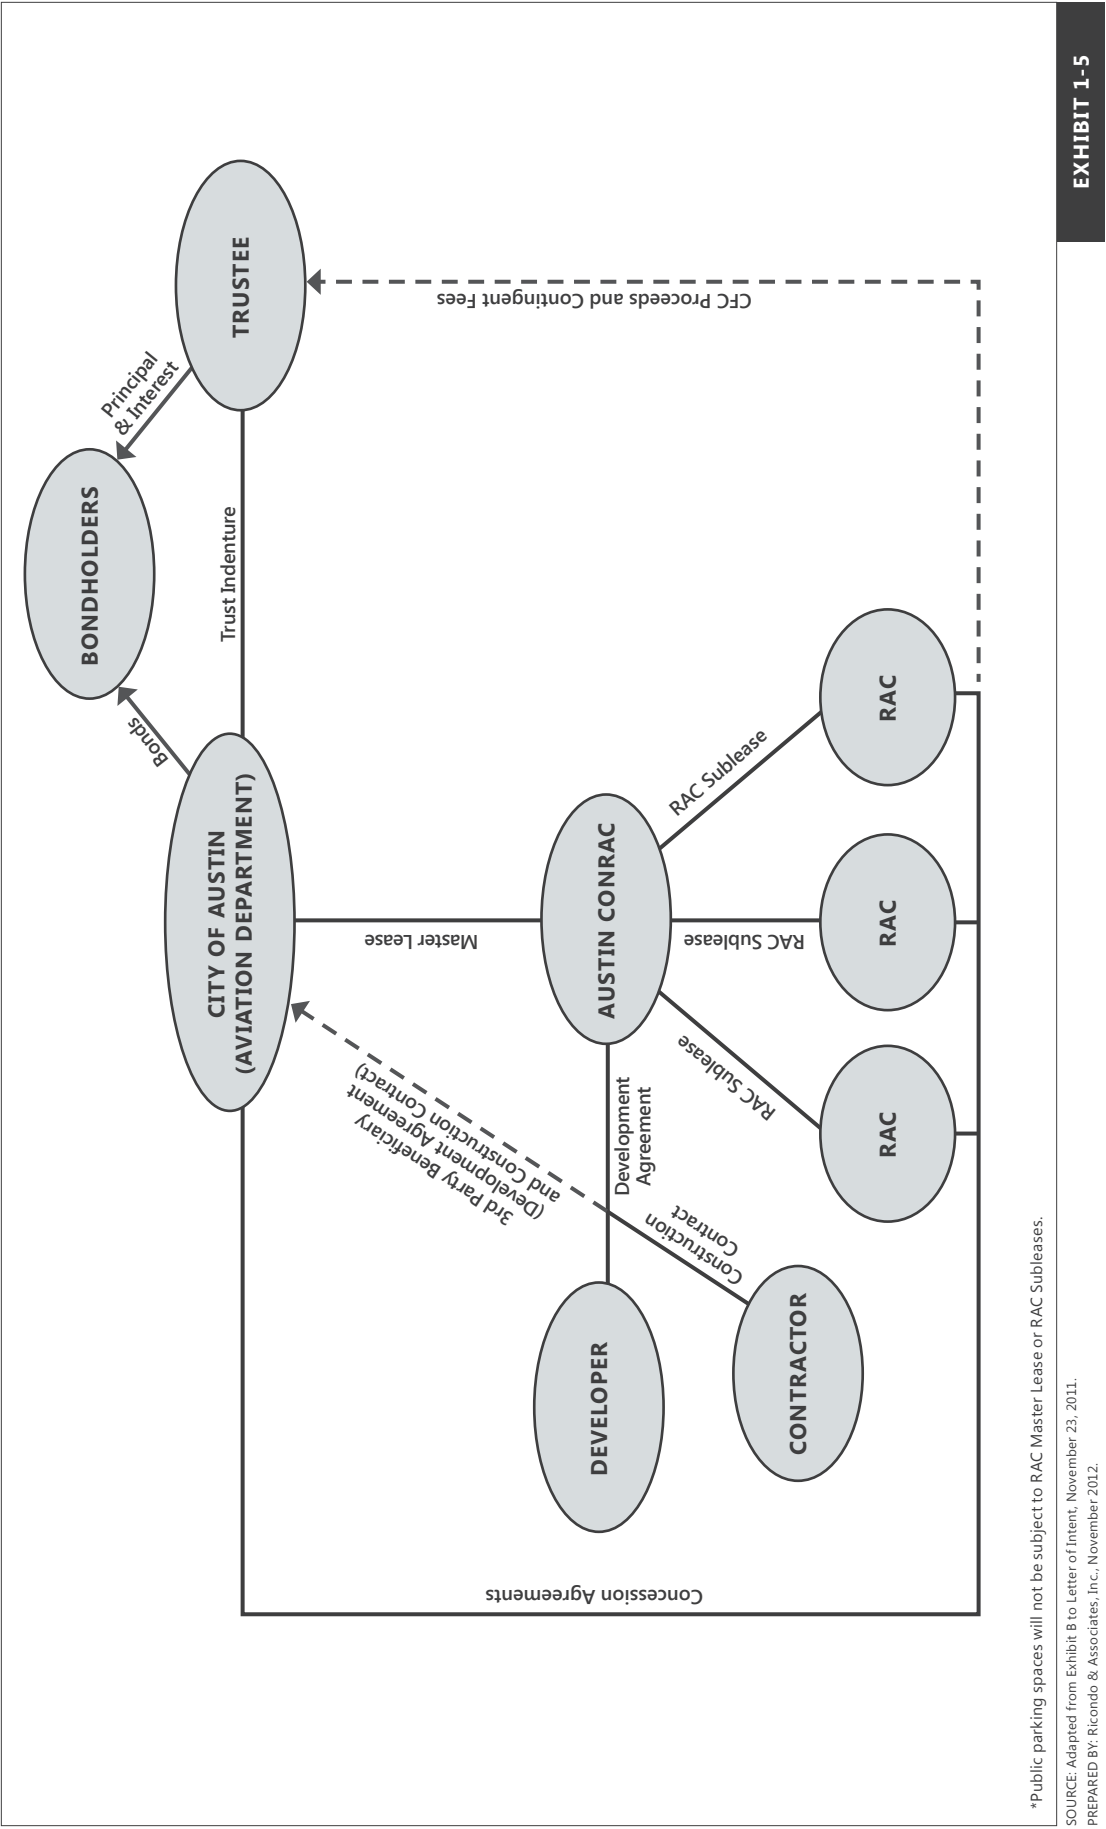 BONDHOLDERS
Bonds
Principal
& Interest
CITY OF AUSTIN
(AVIATION DEPARTMENT)
Trust Indenture
TRUSTEE
3rd Party Beneficiary
(Development Agreement
and Construction Contract)
Master Lease
Concession Agreements
CFC Proceeds and Contingent Fees
DEVELOPER
Development
Agreement
AUSTIN CONRAC
Construction
Contract
CONTRACTOR
RAC Sublease
RAC Sublease
RAC Sublease
RAC
RAC
RAC
*Public parking spaces will not be subject to RAC Master Lease or RAC Subleases.
SOURCE: Adapted from Exhibit B to Letter of Intent, November 23, 2011.
PREPARED BY: Ricondo & Associates, Inc., November 2012.
EXHIBIT 1-5